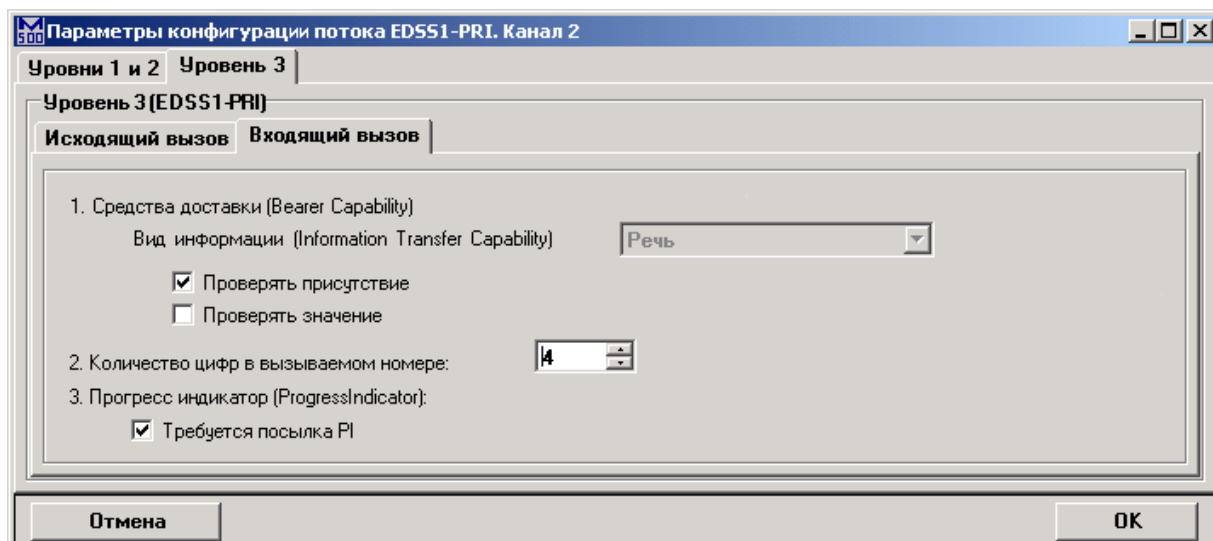 500 Параметры конфигурации потока EDSS1-PRI. Канал 2
Уровни 1 и 2 Уровень 3
Уровень 3 (EDSS1-PRI)
Исходящий вызов Входящий вызов
1. Средства доставки (Bearer Capability)
Вид информации (Information Transfer Capability) Речь
Проверять присутствие
Проверять значение
2. Количество цифр в вызываемом номере: 4
3. Прогресс индикатор (ProgressIndicator):
Требуется посылка PI
Отмена OK